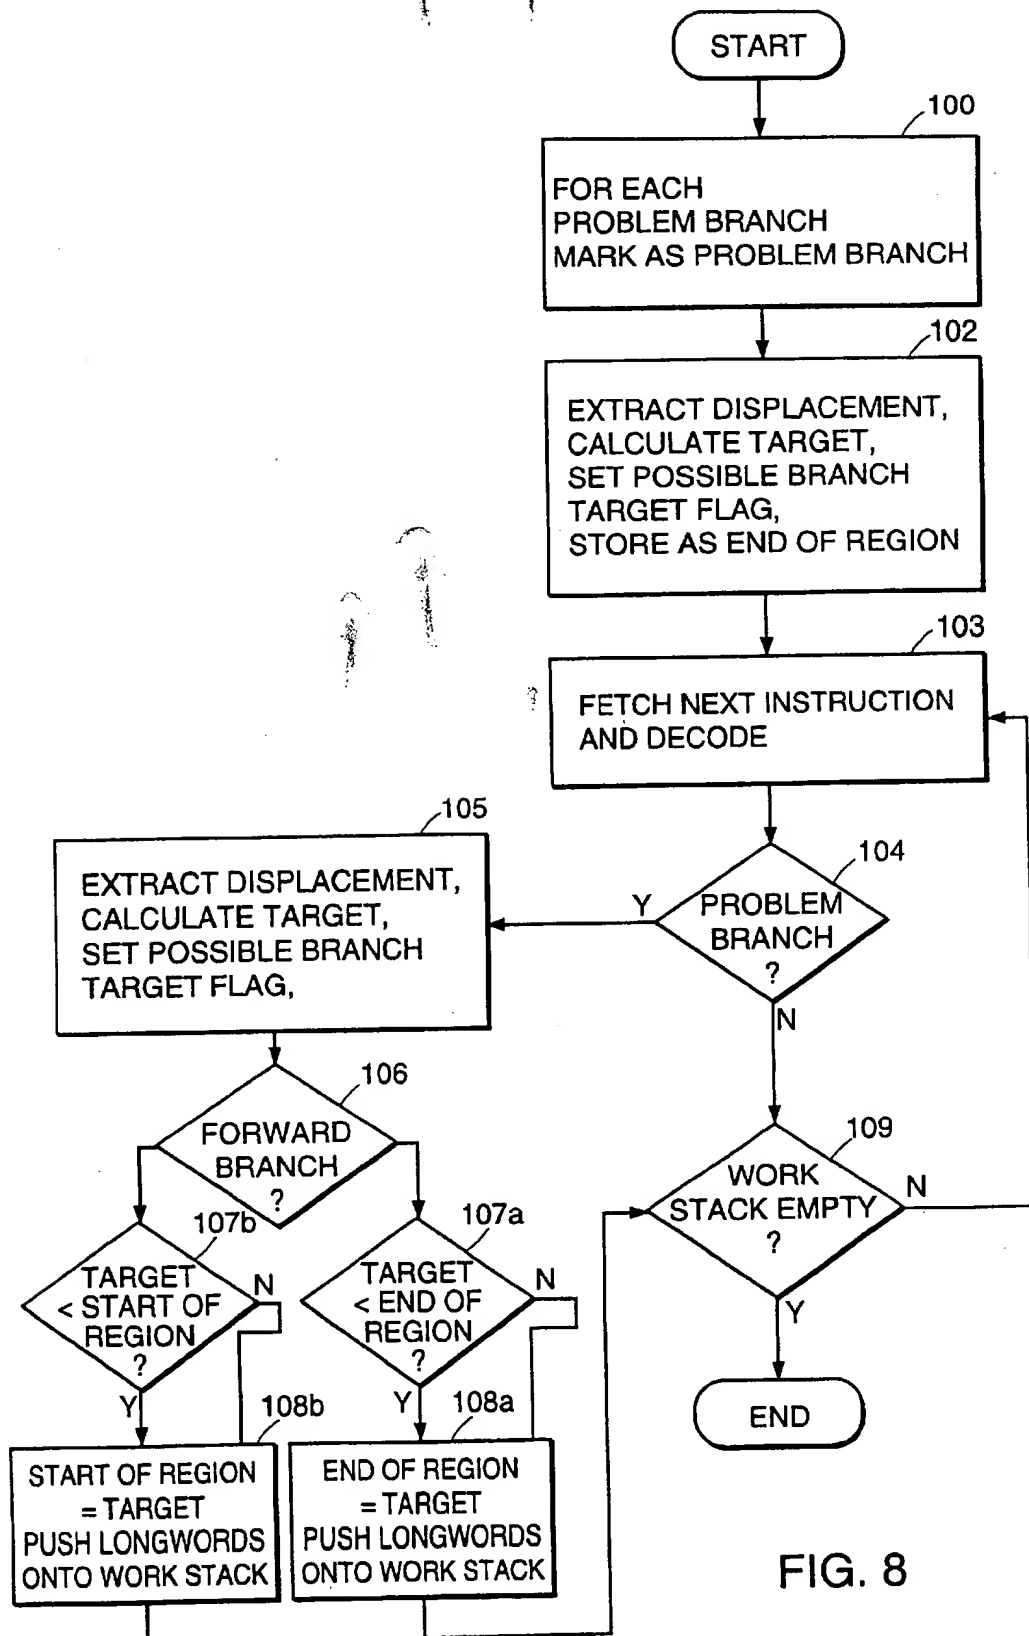 START
100
FOR EACH
PROBLEM BRANCH
MARK AS PROBLEM BRANCH
102
EXTRACT DISPLACEMENT,
CALCULATE TARGET,
SET POSSIBLE BRANCH
TARGET FLAG,
STORE AS END OF REGION
103
FETCH NEXT INSTRUCTION
AND DECODE
104
PROBLEM
BRANCH
?
Y
N
105
EXTRACT DISPLACEMENT,
CALCULATE TARGET,
SET POSSIBLE BRANCH
TARGET FLAG,
106
FORWARD
BRANCH
?
107b
TARGET
< START OF
REGION
?
N
Y
107a
TARGET
< END OF
REGION
?
N
Y
108b
START OF REGION
= TARGET
PUSH LONGWORDS
ONTO WORK STACK
108a
END OF REGION
= TARGET
PUSH LONGWORDS
ONTO WORK STACK
109
WORK
STACK EMPTY
?
N
Y
END
FIG. 8